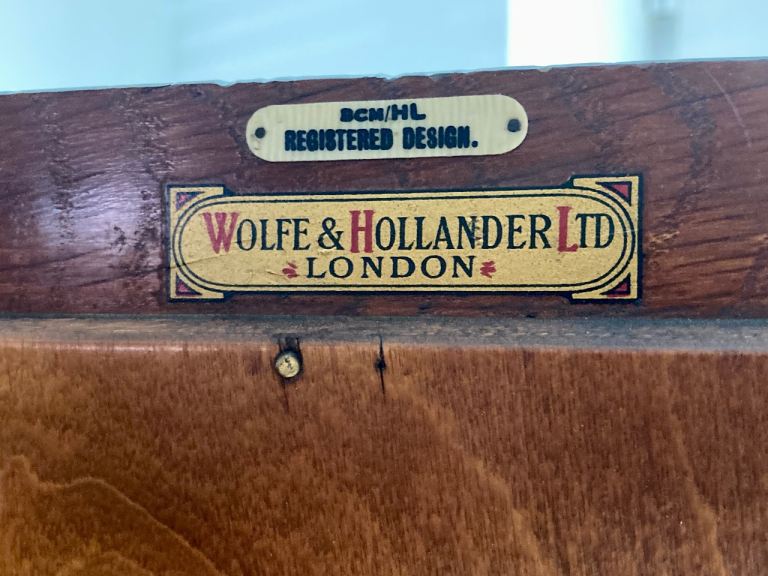 BCM/HL
REGISTERED DESIGN.
WOLFE & HOLLANDER LTD
LONDON